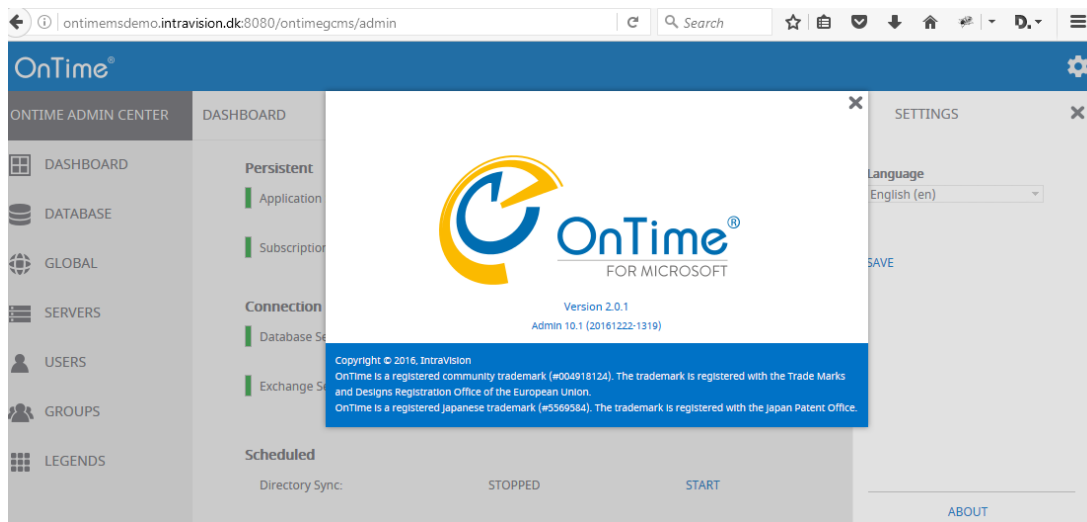 ontimemsdemo.intravision.dk:8080/ontimegcms/admin
Search
D.
OnTime®
ONTIME ADMIN CENTER
DASHBOARD
DATABASE
GLOBAL
SERVERS
USERS
GROUPS
LEGENDS
DASHBOARD
Persistent
Application
Subscription
Connection
Database Se
Exchange Se
Scheduled
Directory Sync: STOPPED START
OnTime®
FOR MICROSOFT
Version 2.0.1
Admin 10.1 (20161222-1319)
Copyright © 2016, IntraVision
OnTime is a registered community trademark (#004918124). The trademark is registered with the Trade Marks
and Designs Registration Office of the European Union.
OnTime is a registered Japanese trademark (#5569584). The trademark is registered with the Japan Patent Office.
SETTINGS
Language
English (en)
SAVE
ABOUT